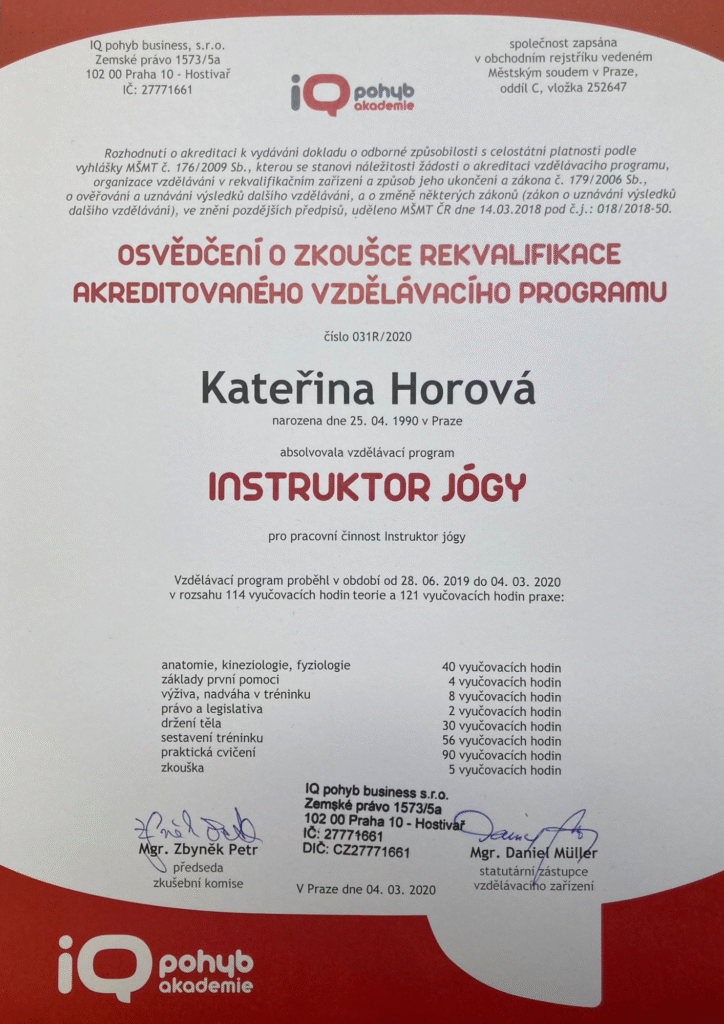 IQ pohyb business, s.r.o.
Zemské právo 1573/5a
102 00 Praha 10 - Hostivař
IČ: 27771661
iQ pohyb
akademie
společnost zapsána
v obchodním rejstříku vedeném
Městským soudem v Praze,
oddíl C, vložka 252647
Rozhodnutí o akreditaci k vydávání dokladu o odborné způsobilosti s celostátní platností podle
vyhlášky MŠMT č. 176/2009 Sb., kterou se stanoví náležitosti žádosti o akreditaci vzdělávacího programu,
organizace vzdělávání v rekvalifikačním zařízení a způsob jeho ukončení a zákona č. 179/2006 Sb.,
o ověřování a uznávání výsledků dalšího vzdělávání, a o změně některých zákonů (zákon o uznávání výsledků
dalšího vzdělávání), ve znění pozdějších předpisů, uděleno MŠMT ČR dne 14.03.2018 pod č.j.: 018/2018-50.
OSVĚDČENÍ O ZKOUŠCE REKVALIFIKACE
AKREDITOVANÉHO VZDĚLÁVACÍHO PROGRAMU
číslo 031R/2020
Kateřina Horová
narozena dne 25. 04. 1990 v Praze
absolvovala vzdělávací program
INSTRUKTOR JÓGY
pro pracovní činnost Instruktor jógy
Vzdělávací program proběhl v období od 28. 06. 2019 do 04. 03. 2020
v rozsahu 114 vyučovacích hodin teorie a 121 vyučovacích hodin praxe:
anatomie, kineziologie, fyziologie 40 vyučovacích hodin
základy první pomoci 4 vyučovacích hodin
výživa, nadváha v tréninku 8 vyučovacích hodin
právo a legislativa 2 vyučovacích hodin
držení těla 30 vyučovacích hodin
sestavení tréninku 56 vyučovacích hodin
praktická cvičení 90 vyučovacích hodin
zkouška 5 vyučovacích hodin
IQ pohyb business s.r.o.
Zemské právo 1573/5a
102 00 Praha 10 - Hostivař
IČ: 27771661
DIČ: CZ27771661
Mgr. Zbyněk Petr
předseda
zkušební komise
V Praze dne 04. 03. 2020
Mgr. Daniel Müller
statutární zástupce
vzdělávacího zařízení
iQ pohyb
akademie